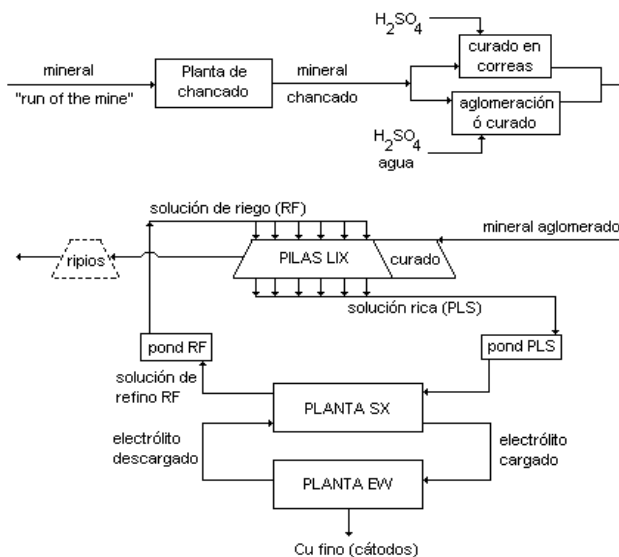 H2SO4
mineral
"run of the mine"
Planta de
chancado
mineral
chancado
curado en
correas
aglomeración
ó curado
H2SO4
agua
solución de riego (RF)
mineral aglomerado
ripios
PILAS LIX
curado
solución rica (PLS)
pond RF
pond PLS
solución de
refino RF
PLANTA SX
electrólito
descargado
electrólito
cargado
PLANTA EW
Cu fino (cátodos)